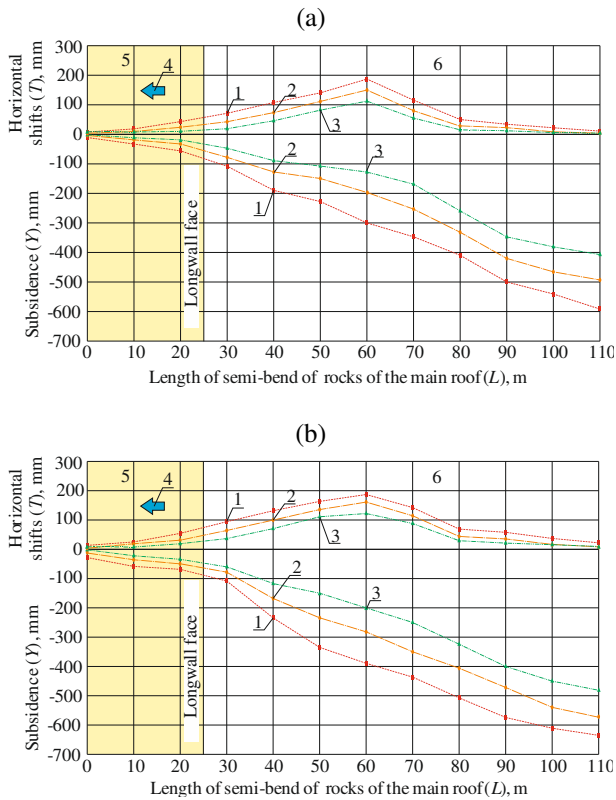 (a)
300
200
100
0
-100
-200
-300
-400
-500
-600
-700
Horizontal
shifts (T), mm
Subsidence (Y), mm
5
4
6
1
2
3
2
3
1
Longwall face
0 10 20 30 40 50 60 70 80 90 100 110
Length of semi-bend of rocks of the main roof (L), m
(b)
300
200
100
0
-100
-200
-300
-400
-500
-600
-700
Horizontal
shifts (T), mm
Subsidence (Y), mm
5
4
6
1
2
3
2
3
1
Longwall face
0 10 20 30 40 50 60 70 80 90 100 110
Length of semi-bend of rocks of the main roof (L), m